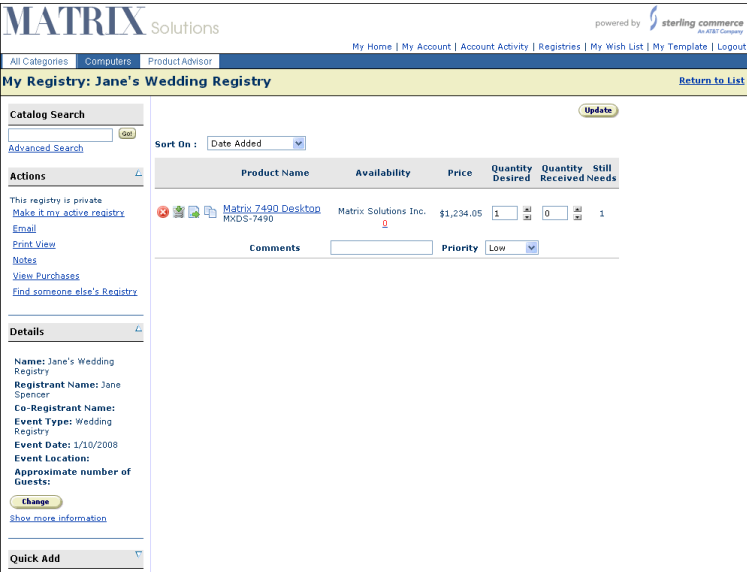 MATRIX Solutions
powered by sterling commerce
An AT&T Company
My Home | My Account | Account Activity | Registries | My Wish List | My Template | Logout
All Categories Computers Product Advisor
My Registry: Jane's Wedding Registry Return to List
Catalog Search
Go!
Advanced Search
Actions
This registry is private
Make it my active registry
Email
Print View
Notes
View Purchases
Find someone else's Registry
Details
Name: Jane's Wedding
Registry
Registrant Name: Jane
Spencer
Co-Registrant Name:
Event Type: Wedding
Registry
Event Date: 1/10/2008
Event Location:
Approximate number of
Guests:
Change
Show more information
Quick Add
Update
Sort On : Date Added
Product Name Availability Price Quantity Desired Quantity Received Still Needs
Matrix 7490 Desktop Matrix Solutions Inc. $1,234.05 1 0 1
MXDS-7490 0
Comments Priority Low